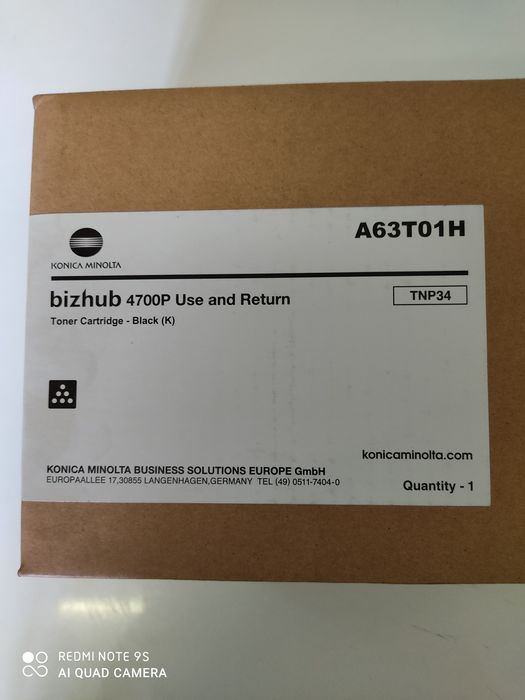 A63T01H
KONICA MINOLTA
bizhub 4700P Use and Return
TNP34
Toner Cartridge - Black (K)
konicaminolta.com
KONICA MINOLTA BUSINESS SOLUTIONS EUROPE GmbH
EUROPAALLEE 17,30855 LANGENHAGEN,GERMANY TEL (49) 0511-7404-0
Quantity - 1
REDMI NOTE 9S
AI QUAD CAMERA